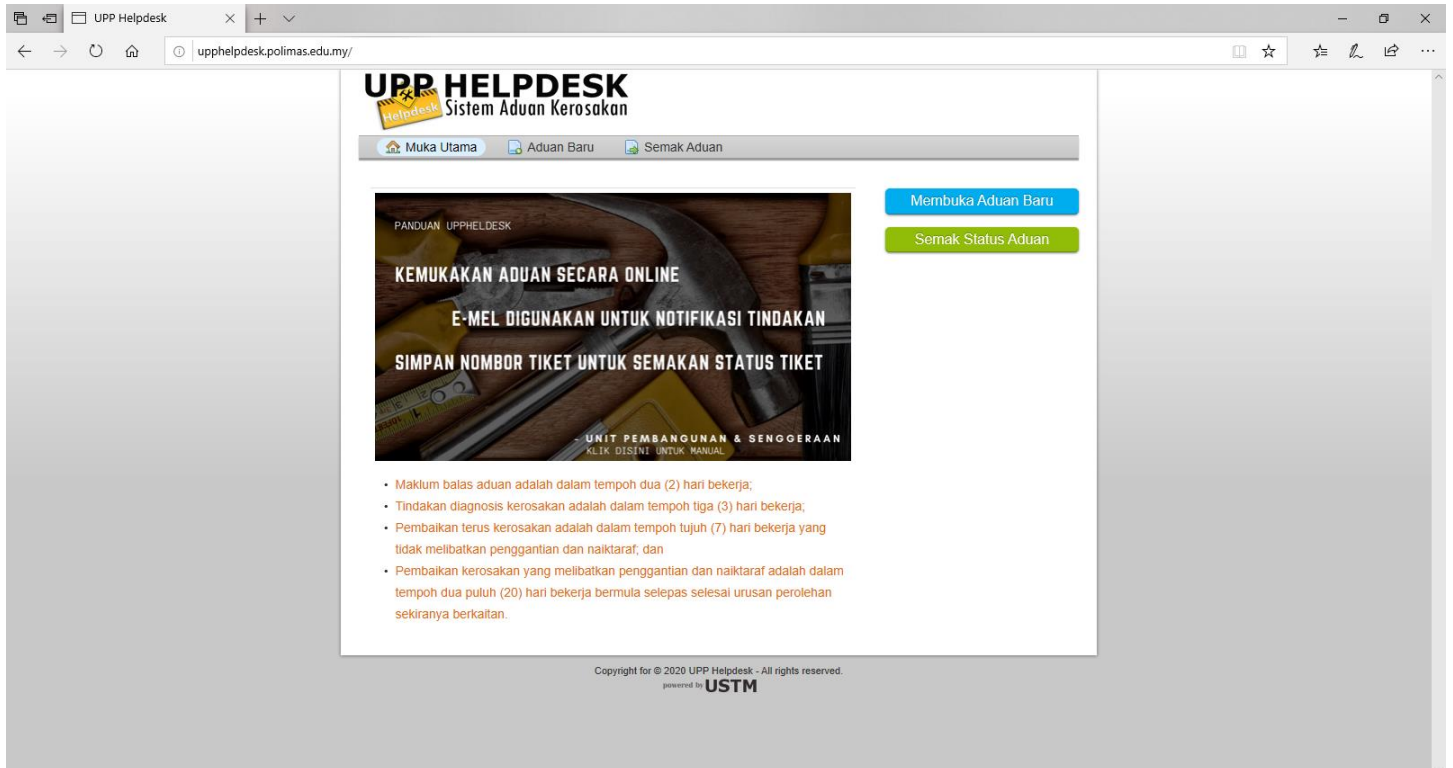 UPP Helpdesk
upphelpdesk.polimas.edu.my/
UPP HELPDESK
Helpdesk
Sistem Aduan Kerosakan
Muka Utama
Aduan Baru
Semak Aduan
Membuka Aduan Baru
Semak Status Aduan
PANDUAN UPPHELDESK
KEMUKAKAN ADUAN SECARA ONLINE
E-MEL DIGUNAKAN UNTUK NOTIFIKASI TINDAKAN
SIMPAN NOMBOR TIKET UNTUK SEMAKAN STATUS TIKET
- UNIT PEMBANGUNAN & SENGGERAAN
KLIK DISINI UNTUK MANUAL
• Maklum balas aduan adalah dalam tempoh dua (2) hari bekerja;
• Tindakan diagnosis kerosakan adalah dalam tempoh tiga (3) hari bekerja;
• Pembaikan terus kerosakan adalah dalam tempoh tujuh (7) hari bekerja yang
tidak melibatkan penggantian dan naiktaraf; dan
• Pembaikan kerosakan yang melibatkan penggantian dan naiktaraf adalah dalam
tempoh dua puluh (20) hari bekerja bermula selepas selesai urusan perolehan
sekiranya berkaitan.
Copyright for © 2020 UPP Helpdesk - All rights reserved.
powered by USTM